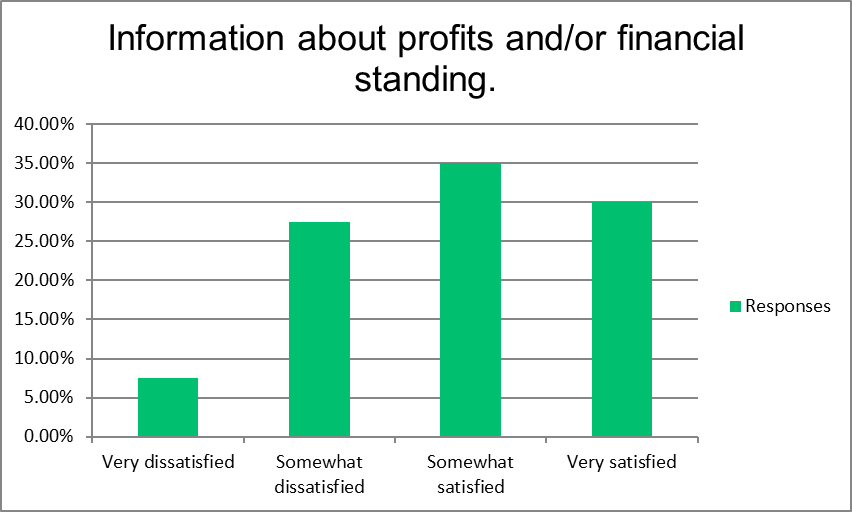 Information about profits and/or financial
standing.
40.00%
35.00%
30.00%
25.00%
20.00%
15.00%
10.00%
5.00%
0.00%
Very dissatisfied
Somewhat
dissatisfied
Somewhat
satisfied
Very satisfied
Responses